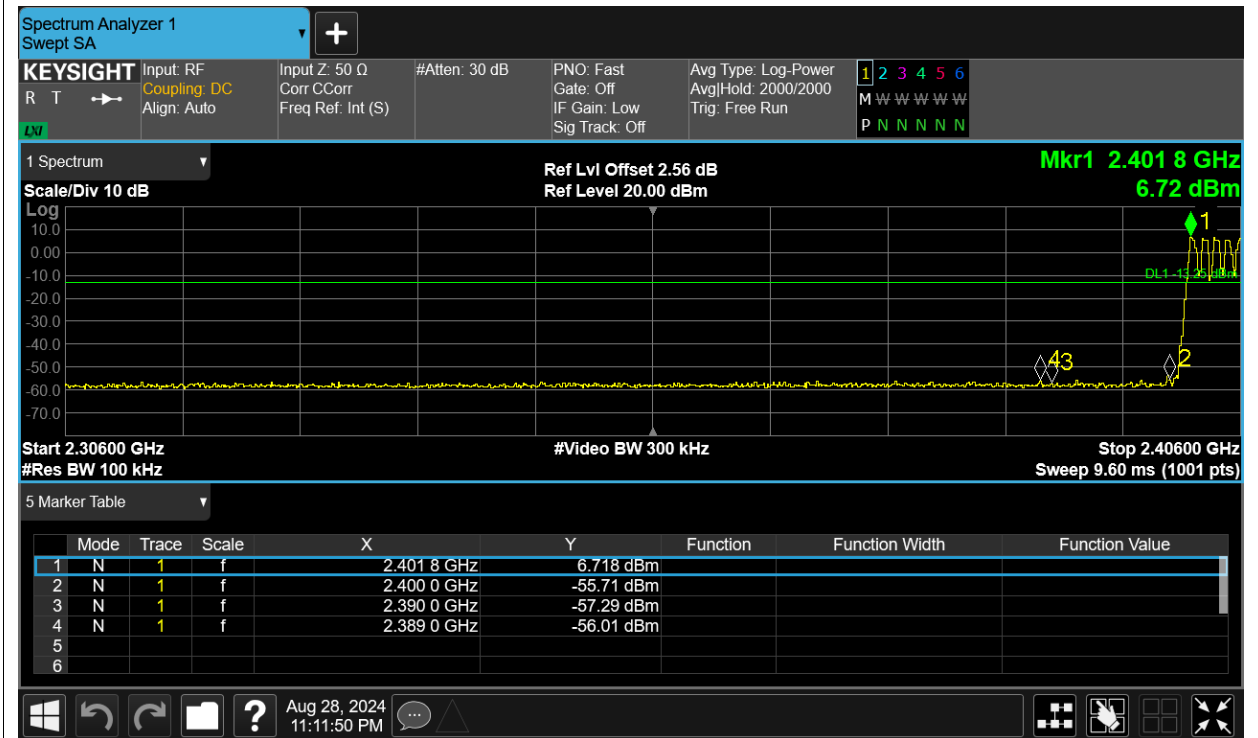 Spectrum Analyzer 1
Swept SA
KEYSIGHT
R T
LXI
Input: RF
Coupling: DC
Align: Auto
Input Z: 50 Ω
Corr CCorr
Freq Ref: Int (S)
#Atten: 30 dB
PNO: Fast
Gate: Off
IF Gain: Low
Sig Track: Off
Avg Type: Log-Power
Avg|Hold: 2000/2000
Trig: Free Run
1 2 3 4 5 6
M W W W W W
P N N N N N
1 Spectrum
Scale/Div 10 dB
Ref Lvl Offset 2.56 dB
Ref Level 20.00 dBm
Mkr1 2.401 8 GHz
6.72 dBm
Log
10.0
0.00
-10.0
-20.0
-30.0
-40.0
-50.0
-60.0
-70.0
1
DL1 -13.25 dBm
4 3 2
Start 2.30600 GHz
#Res BW 100 kHz
#Video BW 300 kHz
Stop 2.40600 GHz
Sweep 9.60 ms (1001 pts)
5 Marker Table
Mode Trace Scale X Y Function Function Width Function Value
1 N 1 f 2.401 8 GHz 6.718 dBm
2 N 1 f 2.400 0 GHz -55.71 dBm
3 N 1 f 2.390 0 GHz -57.29 dBm
4 N 1 f 2.389 0 GHz -56.01 dBm
5
6
?
Aug 28, 2024
11:11:50 PM